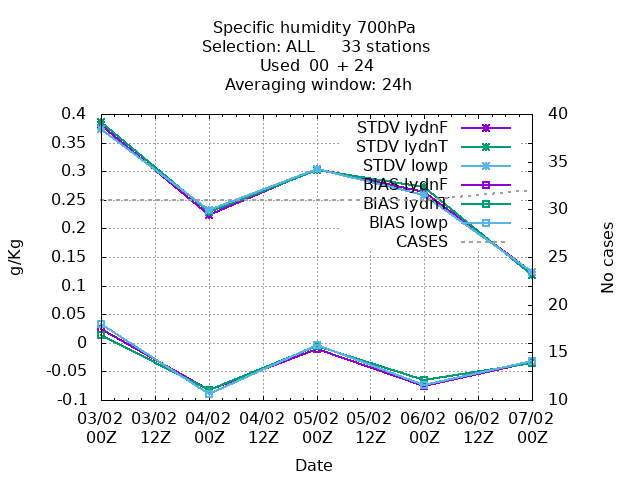 Specific humidity 700hPa
Selection: ALL 33 stations
Used 00 + 24
Averaging window: 24h
0.4
0.35
0.3
0.25
0.2
0.15
0.1
0.05
0
-0.05
-0.1
g/Kg
40
35
30
25
20
15
10
No cases
STDV lydnF
STDV lydnT
STDV lowp
BIAS lydnF
BIAS lydnT
BIAS lowp
CASES
03/02 03/02 04/02 04/02 05/02 05/02 06/02 06/02 07/02
00Z 12Z 00Z 12Z 00Z 12Z 00Z 12Z 00Z
Date